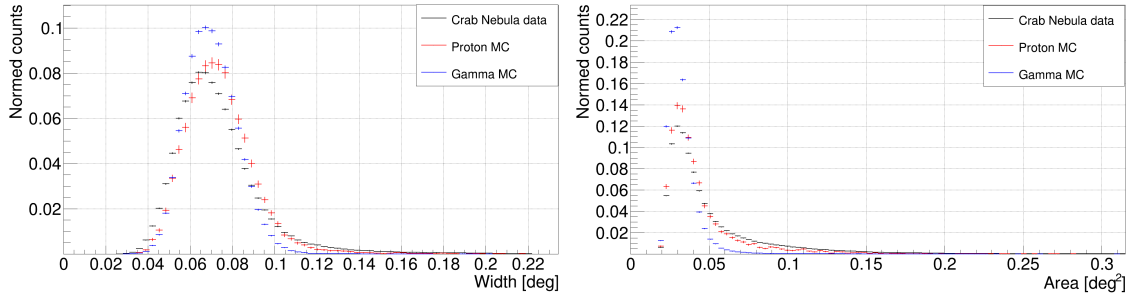 Normed counts
0.1
0.08
0.06
0.04
0.02
0 0.02 0.04 0.06 0.08 0.1 0.12 0.14 0.16 0.18 0.2 0.22
Width [deg]
Crab Nebula data
Proton MC
Gamma MC
Normed counts
0.22
0.2
0.18
0.16
0.14
0.12
0.1
0.08
0.06
0.04
0.02
0 0.05 0.1 0.15 0.2 0.25 0.3
Area [deg²]
Crab Nebula data
Proton MC
Gamma MC